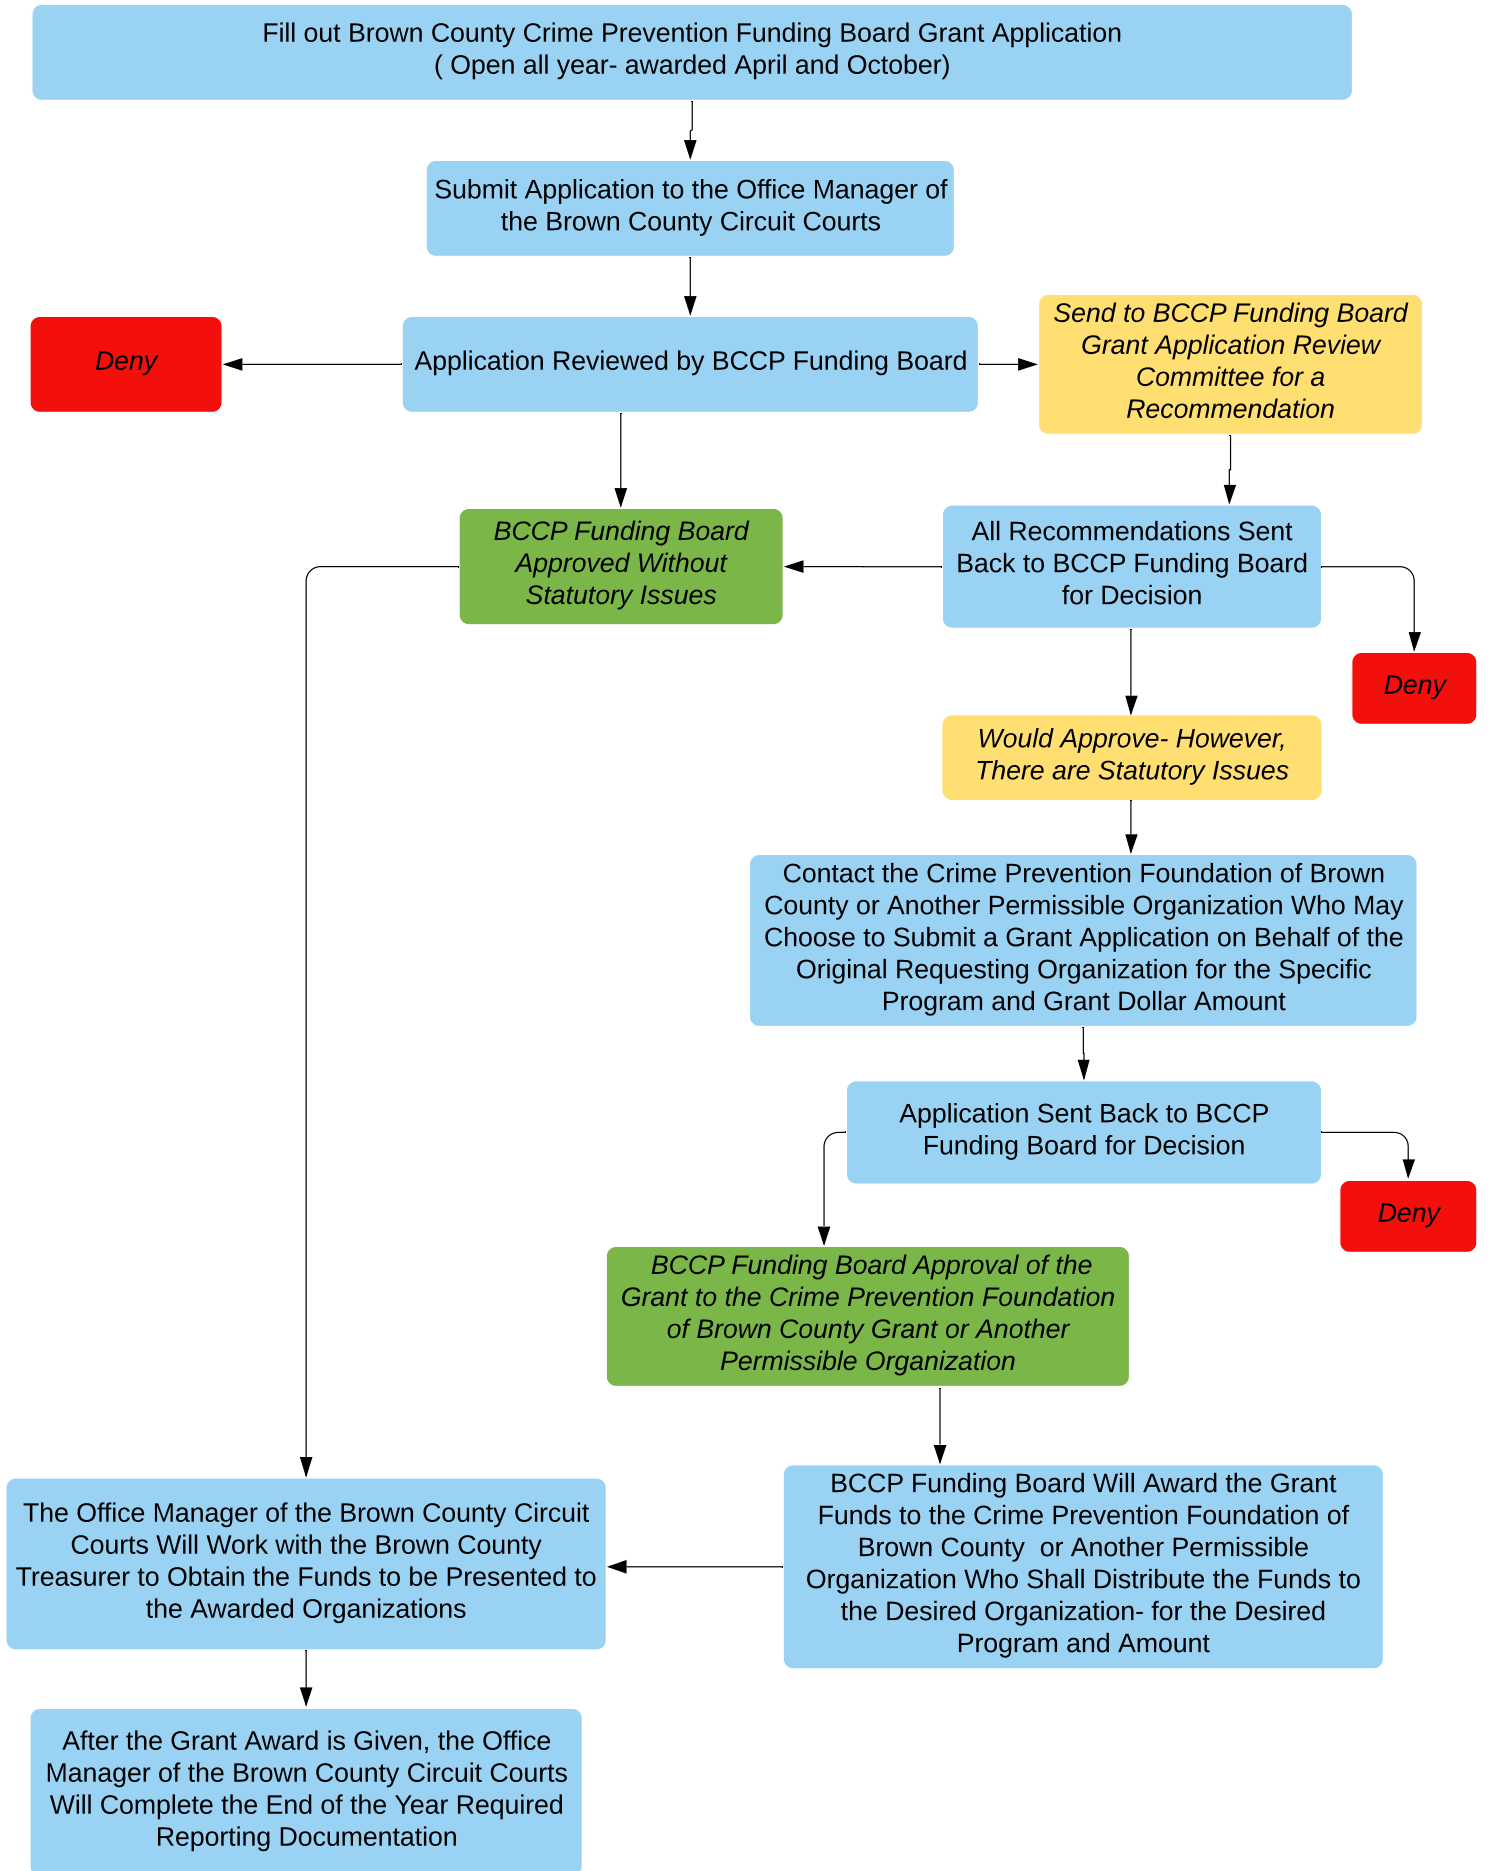 Fill out Brown County Crime Prevention Funding Board Grant Application
( Open all year- awarded April and October)
Submit Application to the Office Manager of
the Brown County Circuit Courts
Deny
Application Reviewed by BCCP Funding Board
Send to BCCP Funding Board
Grant Application Review
Committee for a
Recommendation
BCCP Funding Board
Approved Without
Statutory Issues
All Recommendations Sent
Back to BCCP Funding Board
for Decision
Deny
Would Approve- However,
There are Statutory Issues
Contact the Crime Prevention Foundation of Brown
County or Another Permissible Organization Who May
Choose to Submit a Grant Application on Behalf of the
Original Requesting Organization for the Specific
Program and Grant Dollar Amount
Application Sent Back to BCCP
Funding Board for Decision
Deny
BCCP Funding Board Approval of the
Grant to the Crime Prevention Foundation
of Brown County Grant or Another
Permissible Organization
The Office Manager of the Brown County Circuit
Courts Will Work with the Brown County
Treasurer to Obtain the Funds to be Presented to
the Awarded Organizations
BCCP Funding Board Will Award the Grant
Funds to the Crime Prevention Foundation of
Brown County  or Another Permissible
Organization Who Shall Distribute the Funds to
the Desired Organization- for the Desired
Program and Amount
After the Grant Award is Given, the Office
Manager of the Brown County Circuit Courts
Will Complete the End of the Year Required
Reporting Documentation